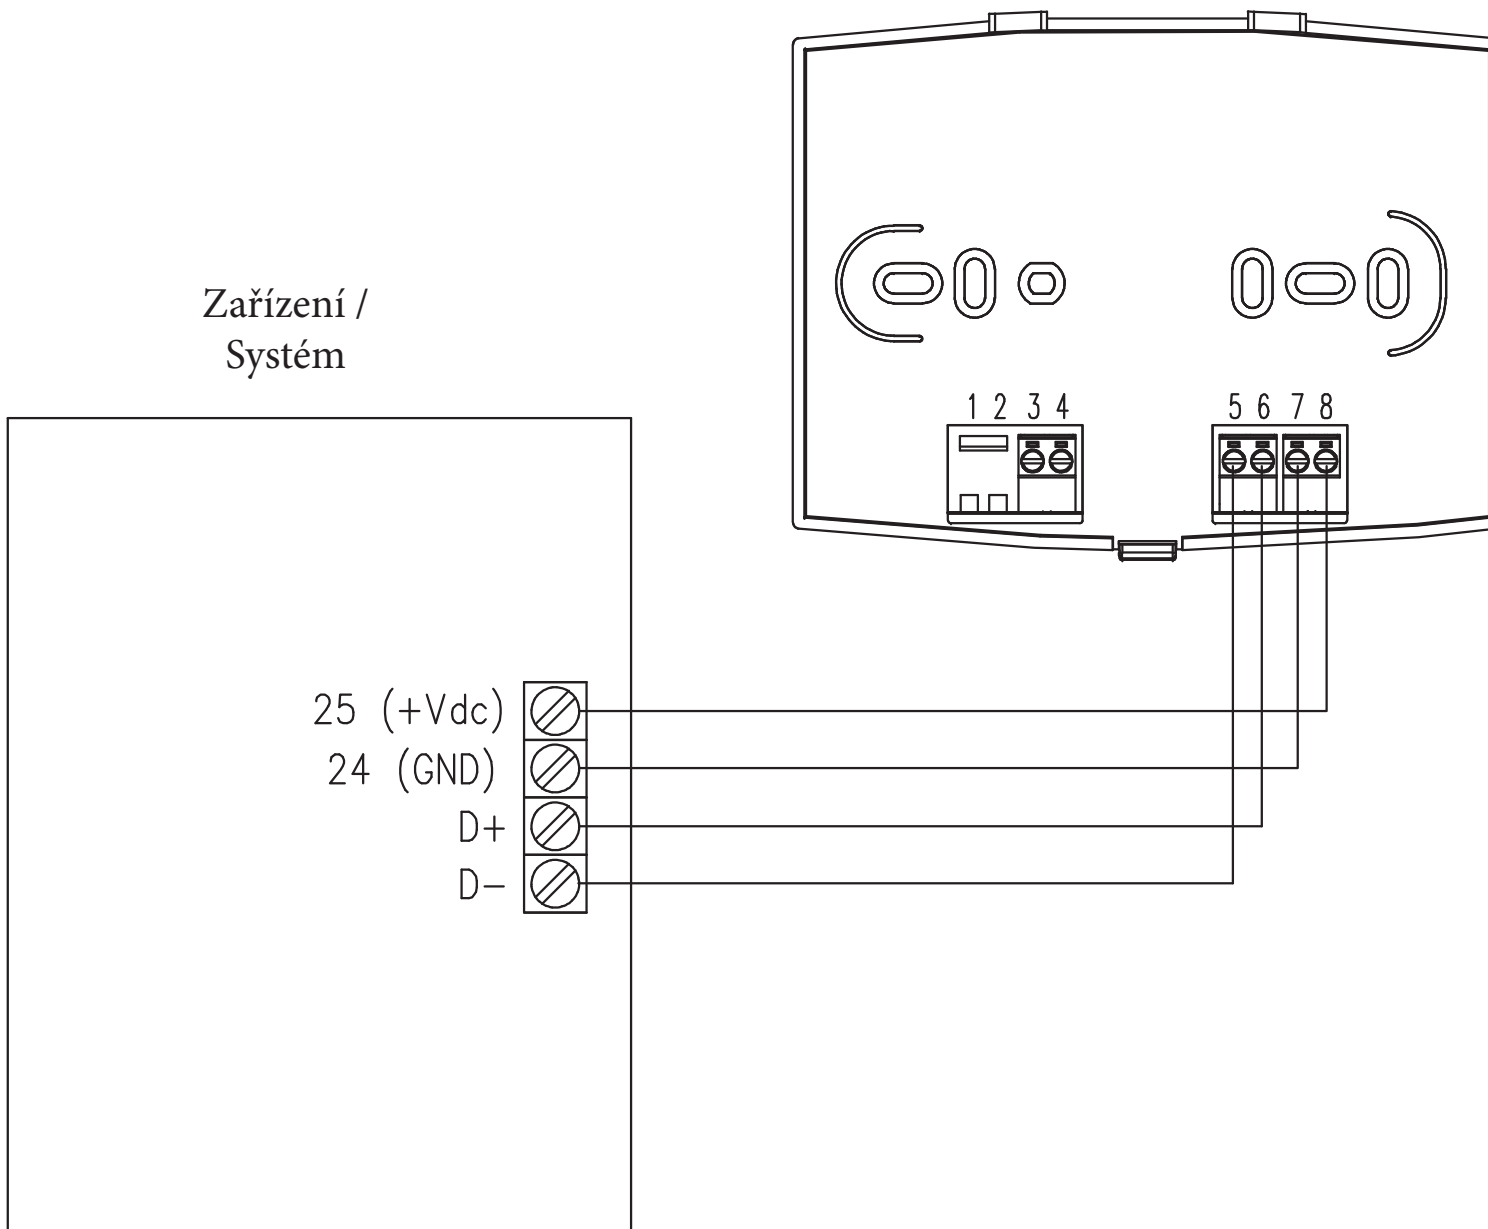 Zařízení /
Systém
1 2 3 4
5 6 7 8
25 (+Vdc)
24 (GND)
D+
D-